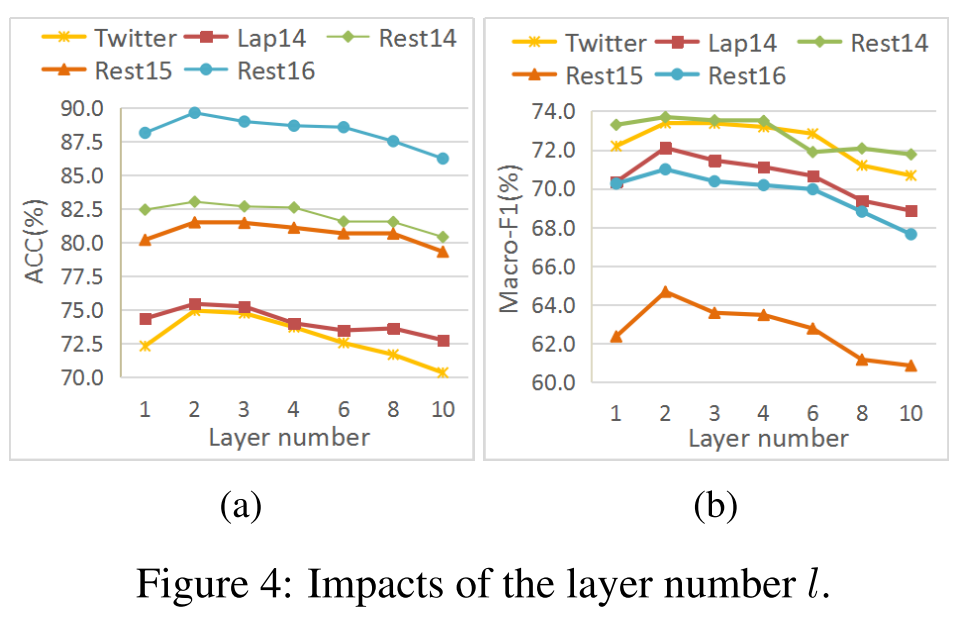 Twitter Lap14 Rest14
Rest15 Rest16
ACC(%)
90.0
87.5
85.0
82.5
80.0
77.5
75.0
72.5
70.0
1 2 3 4 6 8 10
Layer number
(a)
Twitter Lap14 Rest14
Rest15 Rest16
Macro-F1(%)
74.0
72.0
70.0
68.0
66.0
64.0
62.0
60.0
1 2 3 4 6 8 10
Layer number
(b)
Figure 4: Impacts of the layer number l.